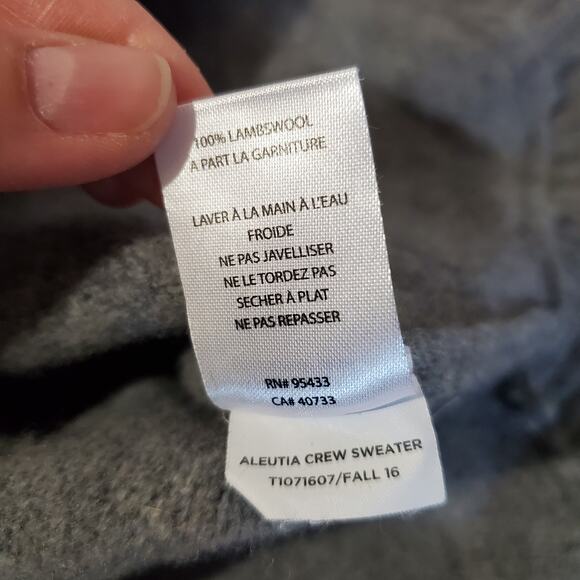 100% LAMBSWOOL
A PART LA GARNITURE
LAVER À LA MAIN À L'EAU
FROIDE
NE PAS JAVELLISER
NE LE TORDEZ PAS
SECHER À PLAT
NE PAS REPASSER
RN# 95433
CA# 40733
ALEUTIA CREW SWEATER
T1071607/FALL 16